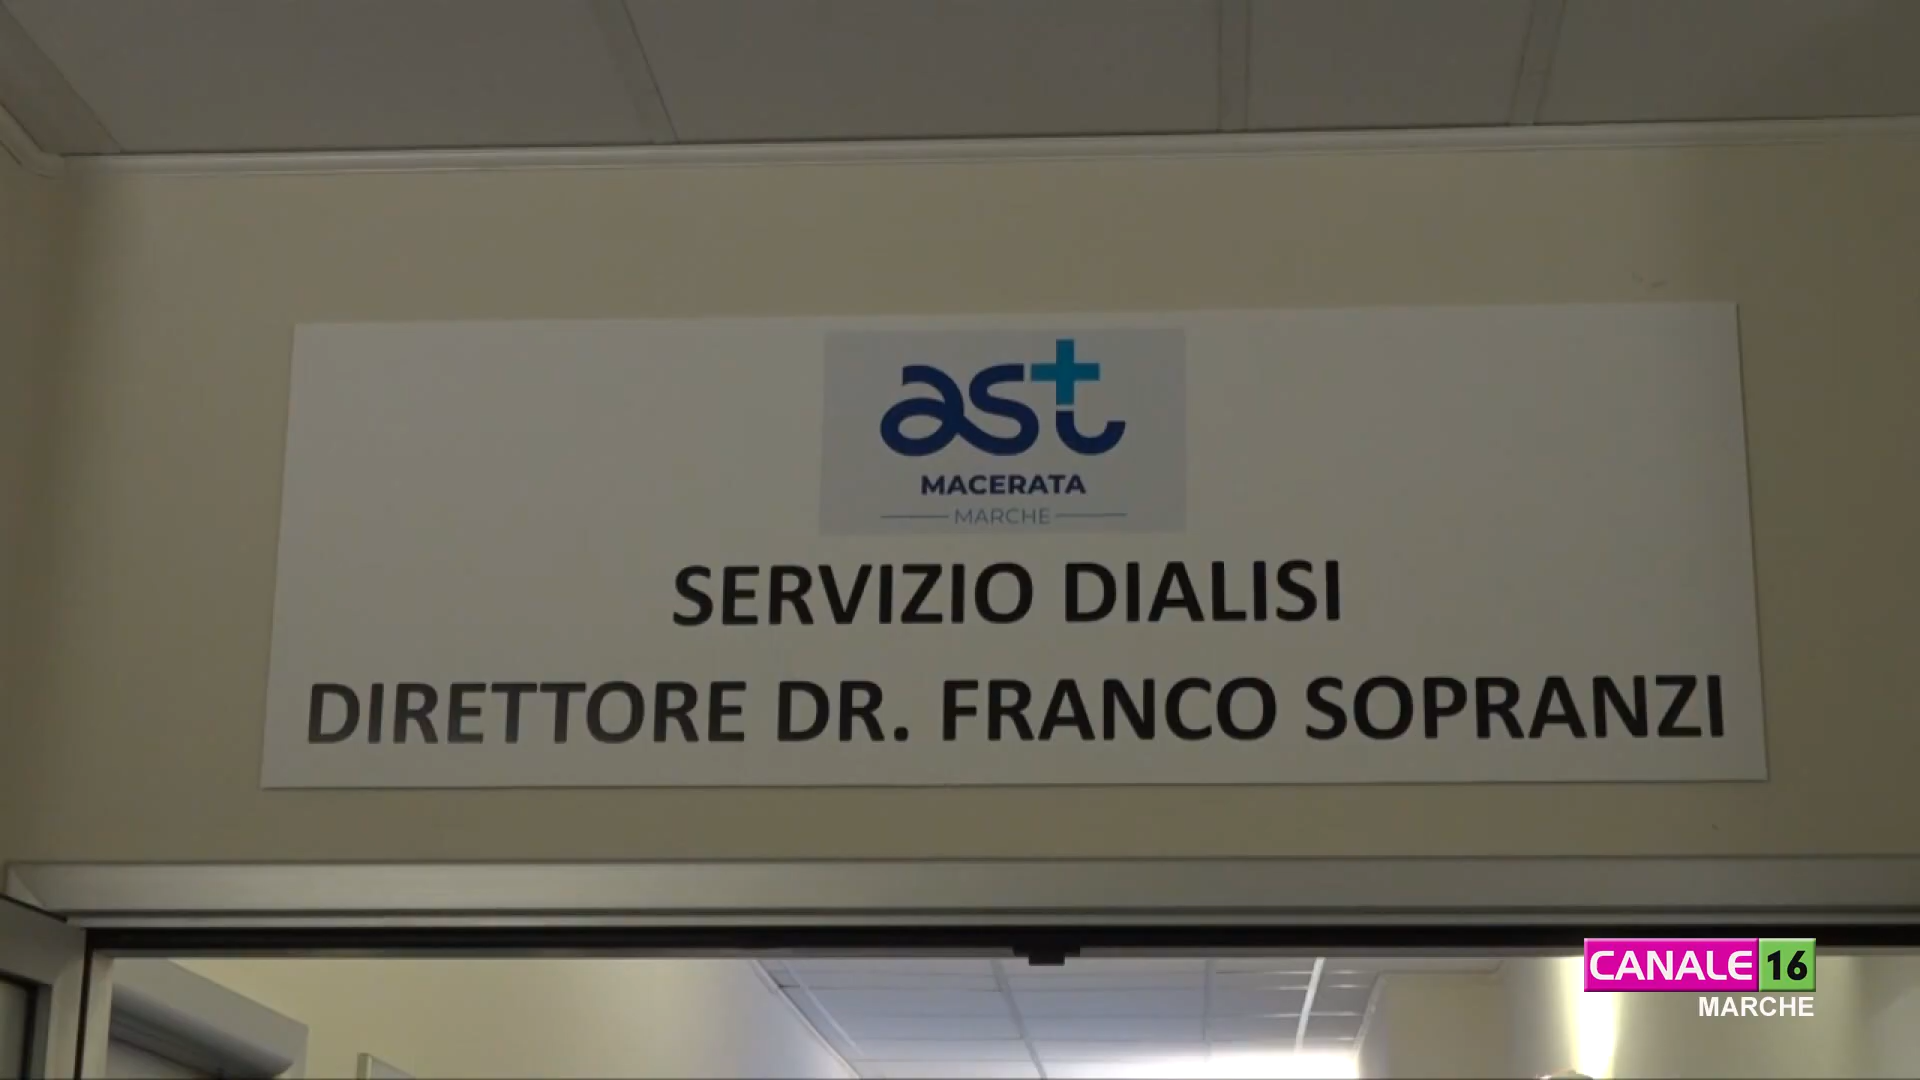 ast
MACERATA
MARCHE
SERVIZIO DIALISI
DIRETTORE DR. FRANCO SOPRANZI
CANALE 16
MARCHE